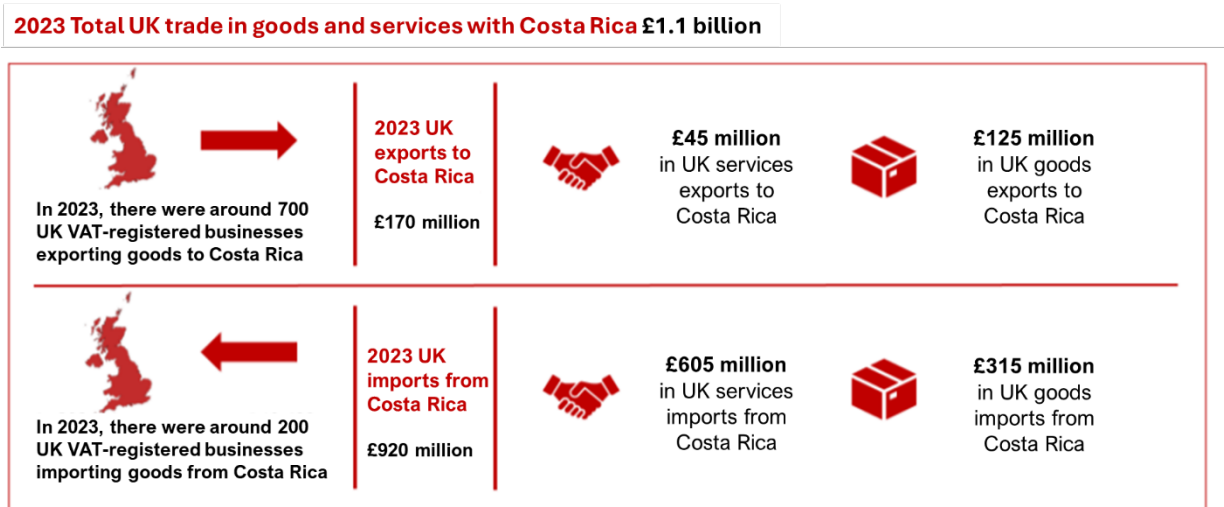 2023 Total UK trade in goods and services with Costa Rica £1.1 billion
In 2023, there were around 700
UK VAT-registered businesses
exporting goods to Costa Rica
2023 UK
exports to
Costa Rica
£170 million
£45 million
in UK services
exports to
Costa Rica
£125 million
in UK goods
exports to
Costa Rica
In 2023, there were around 200
UK VAT-registered businesses
importing goods from Costa Rica
2023 UK
imports from
Costa Rica
£920 million
£605 million
in UK services
imports from
Costa Rica
£315 million
in UK goods
imports from
Costa Rica